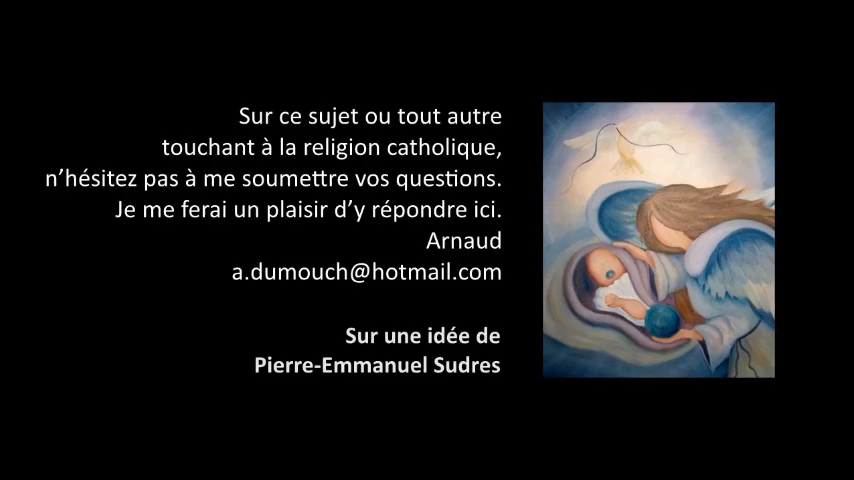 Sur ce sujet ou tout autre
touchant à la religion catholique,
n’hésitez pas à me soumettre vos questions.
Je me ferai un plaisir d’y répondre ici.
Arnaud
a.dumouch@hotmail.com
Sur une idée de
Pierre-Emmanuel Sudres